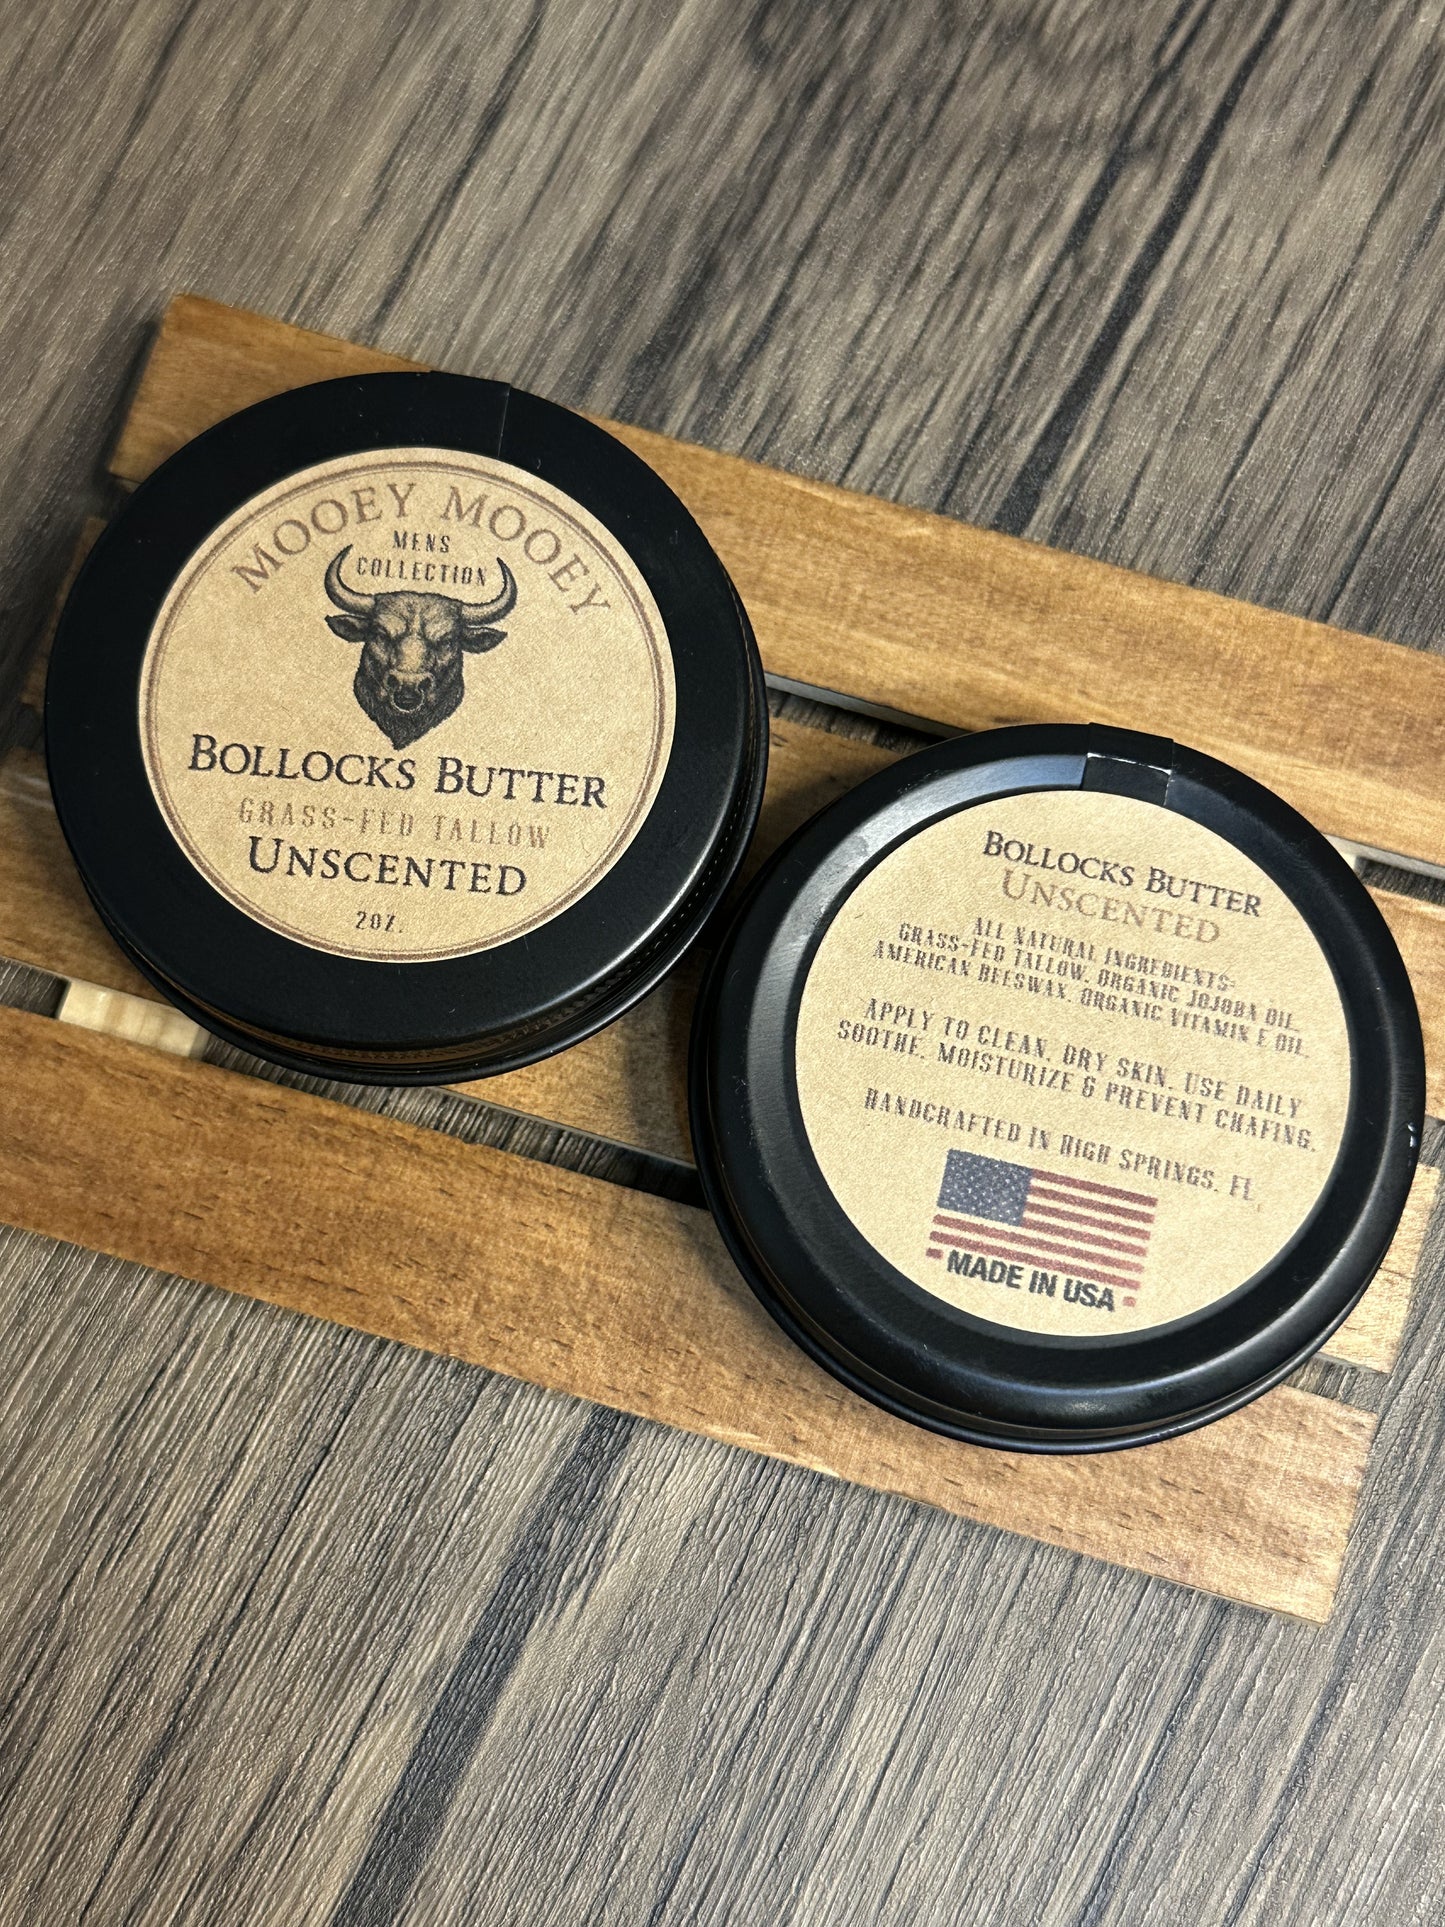 MOOEY MOOEY
MENS
COLLECTION
BOLLOCKS BUTTER
GRASS-FED TALLOW
UNSCENTED
2OZ.
BOLLOCKS BUTTER
UNSCENTED
ALL NATURAL INGREDIENTS-
GRASS-FED TALLOW, ORGANIC JOJOBA OIL,
AMERICAN BEESWAX, ORGANIC VITAMIN E OIL.
APPLY TO CLEAN, DRY SKIN. USE DAILY
SOOTHE, MOISTURIZE & PREVENT CHAFING.
HANDCRAFTED IN HIGH SPRINGS, FL
MADE IN USA